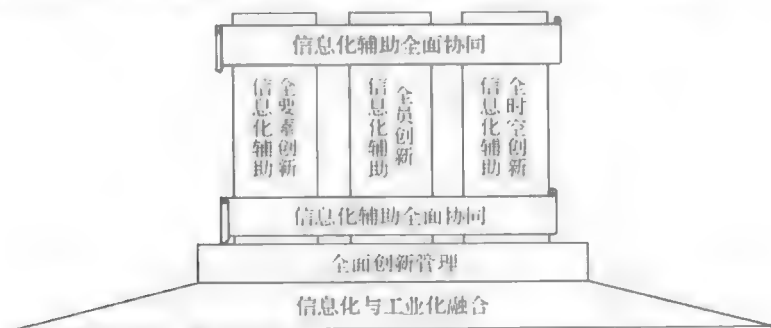 信息化辅助全面协同
信息化辅助
全要素创新
信息化辅助
全员创新
信息化辅助
全时空创新
信息化辅助全面协同
全面创新管理
信息化与工业化融合